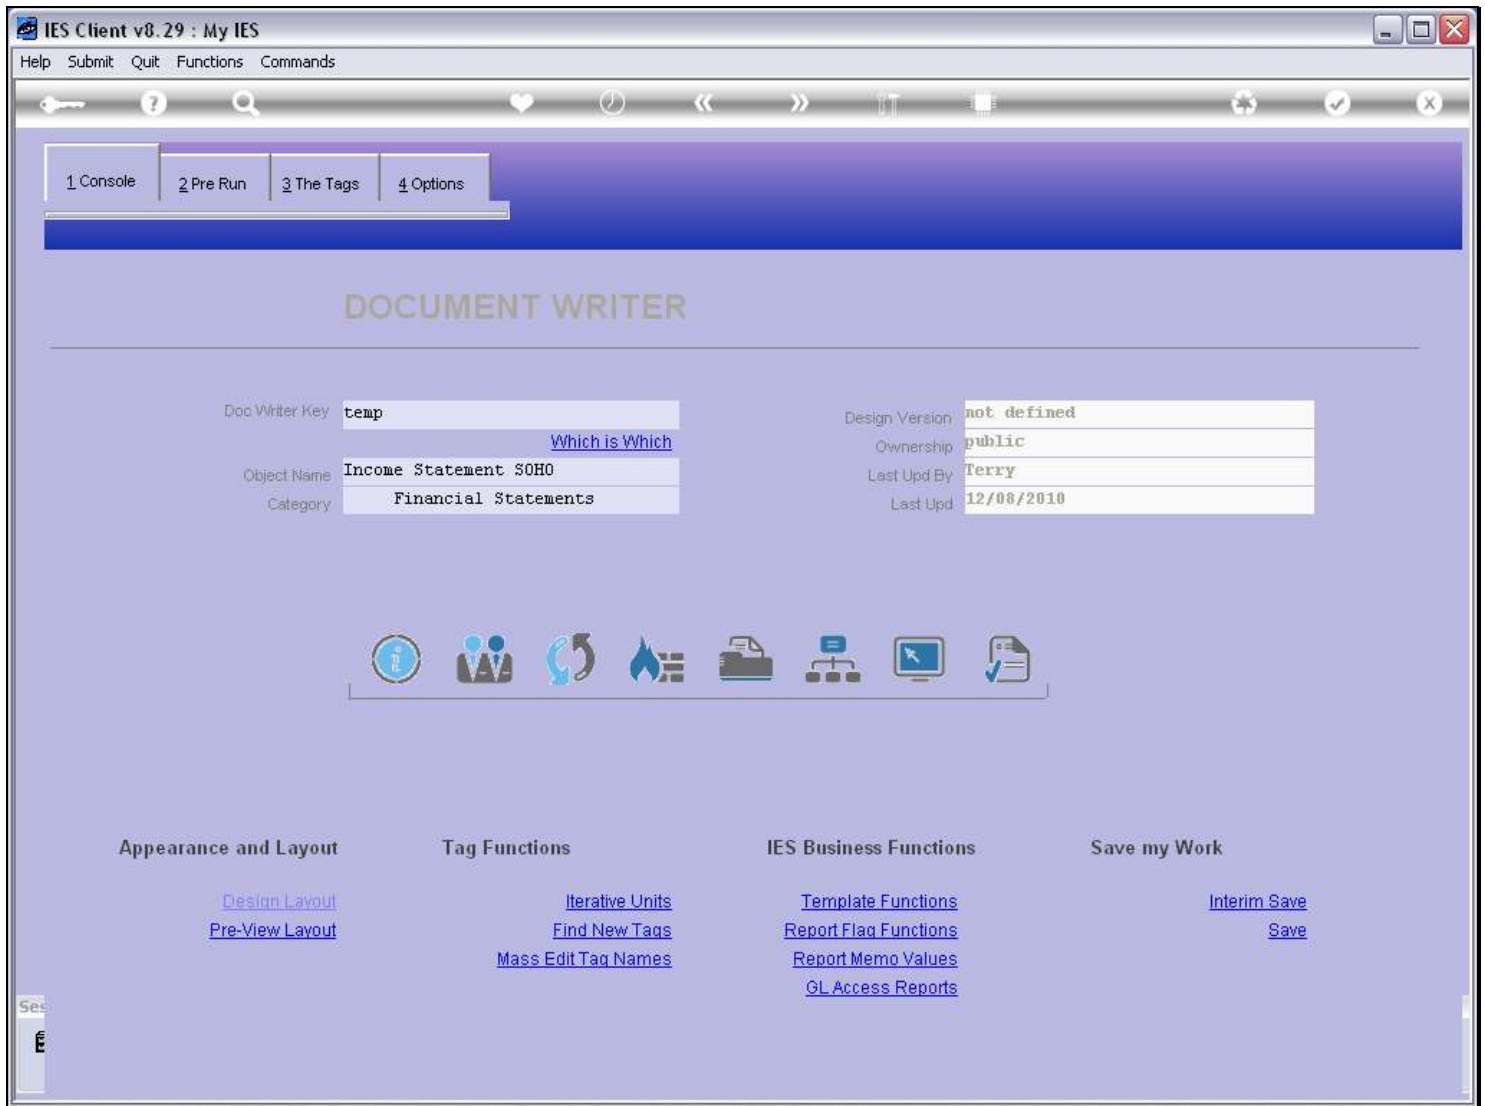 IES Client v8.29 : My IES
Help Submit Quit Functions Commands
1 Console 2 Pre Run 3 The Tags 4 Options
DOCUMENT WRITER
Doc Writer Key temp
Which is Which
Object Name Income Statement SOHO
Category Financial Statements
Design Version not defined
Ownership public
Last Upd By Terry
Last Upd 12/08/2010
Appearance and Layout
Design Layout
Pre-View Layout
Tag Functions
Iterative Units
Find New Tags
Mass Edit Tag Names
IES Business Functions
Template Functions
Report Flag Functions
Report Memo Values
GL Access Reports
Save my Work
Interim Save
Save
Ses